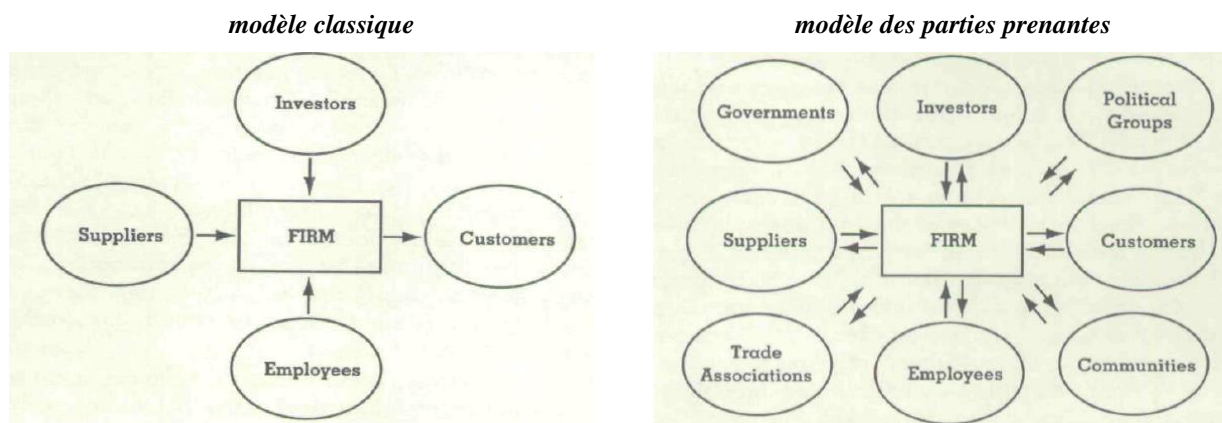 modèle classique
Investors
Suppliers
FIRM
Customers
Employees
modèle des parties prenantes
Governments
Investors
Political
Groups
Suppliers
FIRM
Customers
Trade
Associations
Employees
Communities